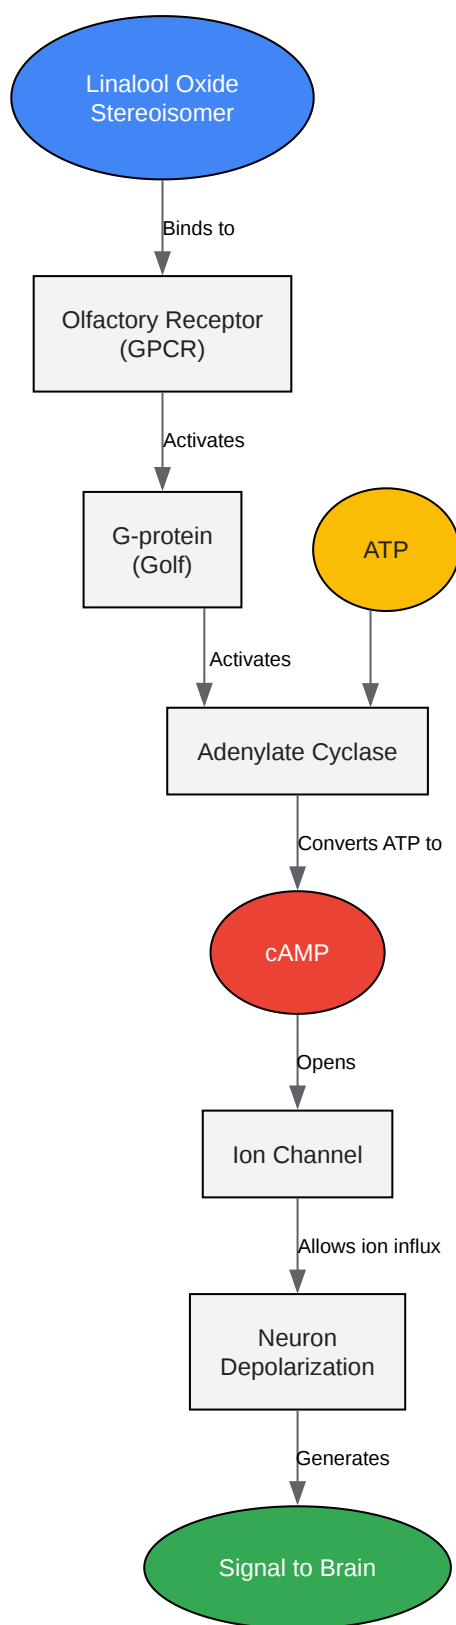 Linalool Oxide
Stereoisomer
Binds to
Olfactory Receptor
(GPCR)
Activates
G-protein
(Golf)
ATP
Activates
Adenylate Cyclase
Converts ATP to
cAMP
Opens
Ion Channel
Allows ion influx
Neuron
Depolarization
Generates
Signal to Brain